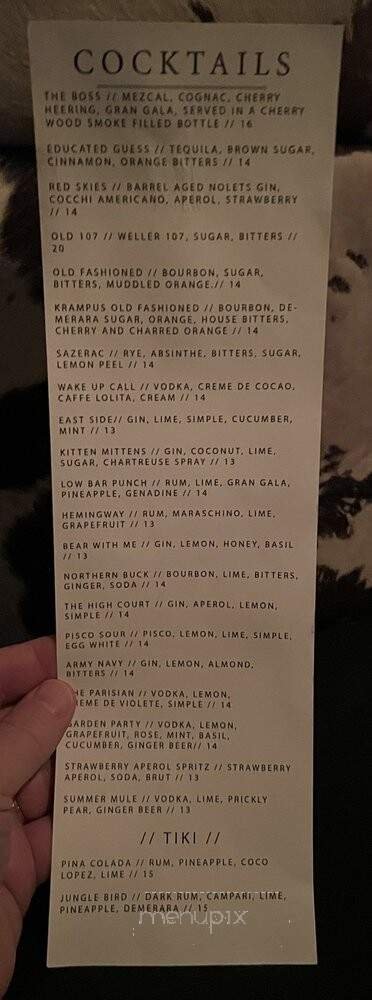 COCKTAILS
THE BOSS // MEZCAL, COGNAC, CHERRY
HEERING, GRAN GALA, SERVED IN A CHERRY
WOOD SMOKE FILLED BOTTLE // 16
EDUCATED GUESS // TEQUILA, BROWN SUGAR,
CINNAMON, ORANGE BITTERS // 14
RED SKIES // BARREL AGED NOLETS GIN,
COCCHI AMERICANO, APEROL, STRAWBERRY
// 14
OLD 107 // WELLER 107, SUGAR, BITTERS //
20
OLD FASHIONED // BOURBON, SUGAR,
BITTERS, MUDDLED ORANGE.// 14
KRAMPUS OLD FASHIONED // BOURBON, DE-
MERARA SUGAR, ORANGE, HOUSE BITTERS,
CHERRY AND CHARRED ORANGE // 14
SAZERAC // RYE, ABSINTHE, BITTERS, SUGAR,
LEMON PEEL // 14
WAKE UP CALL // VODKA, CREME DE COCAO,
CAFFE LOLITA, CREAM // 14
EAST SIDE// GIN, LIME, SIMPLE, CUCUMBER,
MINT // 13
KITTEN MITTENS // GIN, COCONUT, LIME,
SUGAR, CHARTREUSE SPRAY // 13
LOW BAR PUNCH // RUM, LIME, GRAN GALA,
PINEAPPLE, GENADINE // 14
HEMINGWAY // RUM, MARASCHINO, LIME,
GRAPEFRUIT // 13
BEAR WITH ME // GIN, LEMON, HONEY, BASIL
// 13
NORTHERN BUCK // BOURBON, LIME, BITTERS,
GINGER, SODA // 14
THE HIGH COURT // GIN, APEROL, LEMON,
SIMPLE // 14
PISCO SOUR // PISCO, LEMON, LIME, SIMPLE,
EGG WHITE // 14
ARMY NAVY // GIN, LEMON, ALMOND,
BITTERS // 14
HE PARISIAN // VODKA, LEMON,
REME DE VIOLETE, SIMPLE // 14
GARDEN PARTY // VODKA, LEMON,
GRAPEFRUIT, ROSE, MINT, BASIL,
CUCUMBER, GINGER BEER// 14
STRAWBERRY APEROL SPRITZ // STRAWBERRY
APEROL, SODA, BRUT // 13
SUMMER MULE // VODKA, LIME, PRICKLY
PEAR, GINGER BEER // 13
// TIKI //
PINA COLADA // RUM, PINEAPPLE, COCO
LOPEZ, LIME // 15
JUNGLE BIRD // DARK RUM, CAMPARI, LIME,
PINEAPPLE, DEMERARA // 15
menupix